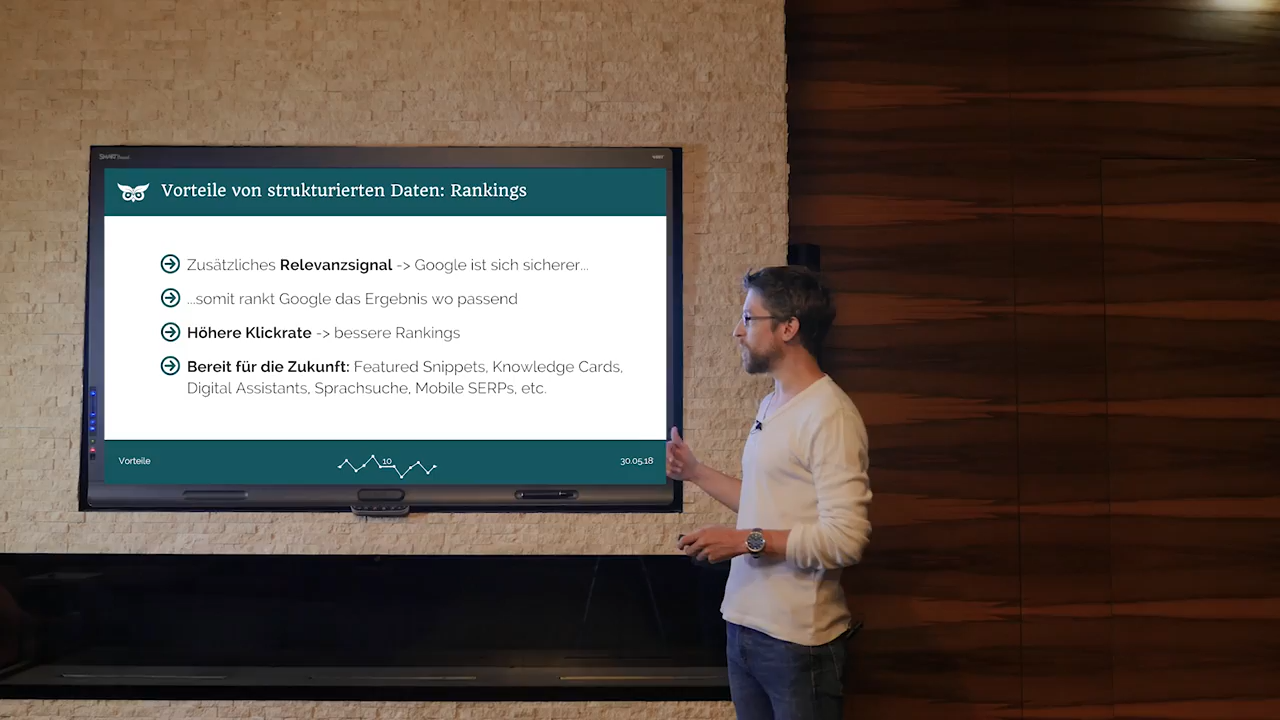 SMART
Vorteile von strukturierten Daten: Rankings
Zusätzliches Relevanzsignal -> Google ist sich sicherer...
...somit rankt Google das Ergebnis wo passend
Höhere Klickrate -> bessere Rankings
Bereit für die Zukunft: Featured Snippets, Knowledge Cards,
Digital Assistants, Sprachsuche, Mobile SERPs, etc.
Vorteile
10
30.05.18